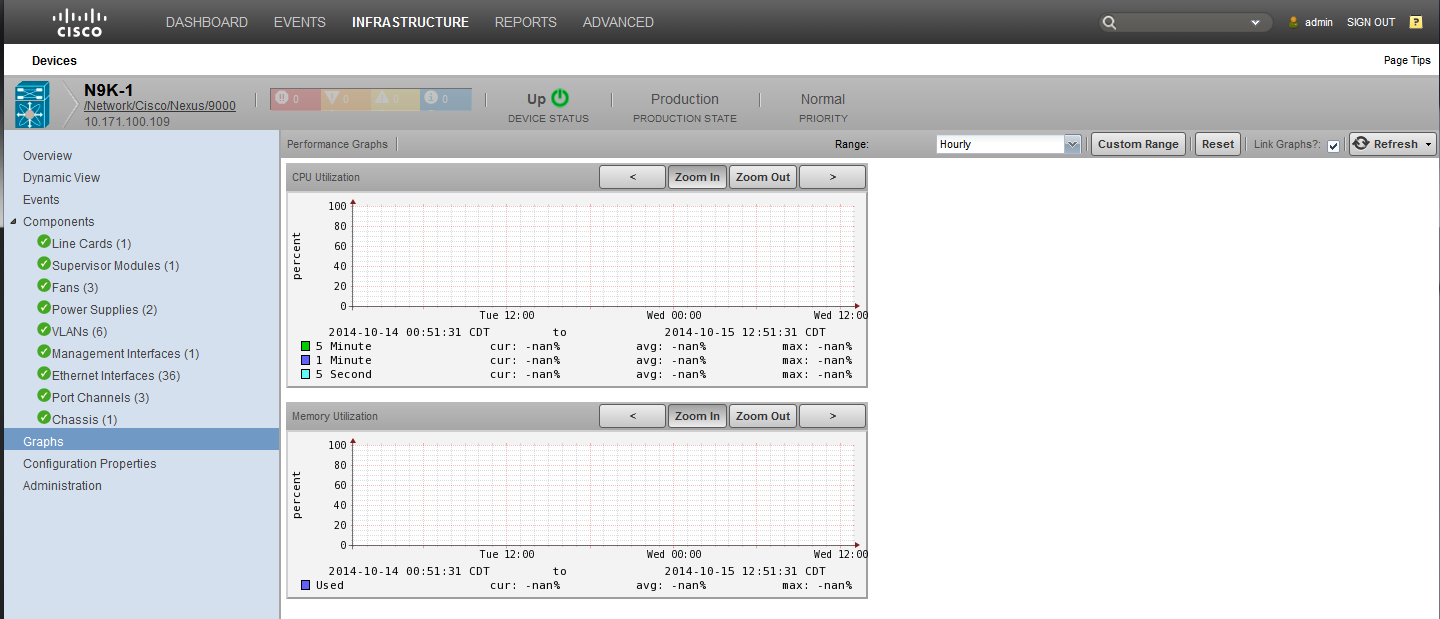 CISCO DASHBOARD EVENTS INFRASTRUCTURE REPORTS ADVANCED admin SIGN OUT ?
Devices Page Tips
N9K-1
/Network/Cisco/Nexus/9000
10.171.100.109
0 0 0 0
Up
DEVICE STATUS
Production
PRODUCTION STATE
Normal
PRIORITY
Overview
Dynamic View
Events
Components
Line Cards (1)
Supervisor Modules (1)
Fans (3)
Power Supplies (2)
VLANs (6)
Management Interfaces (1)
Ethernet Interfaces (36)
Port Channels (3)
Chassis (1)
Graphs
Configuration Properties
Administration
Performance Graphs Range: Hourly Custom Range Reset Link Graphs?: Refresh
CPU Utilization < Zoom In Zoom Out >
percent
100
80
60
40
20
0
Tue 12:00 Wed 00:00 Wed 12:00
2014-10-14 00:51:31 CDT to 2014-10-15 12:51:31 CDT
5 Minute cur: -nan% avg: -nan% max: -nan%
1 Minute cur: -nan% avg: -nan% max: -nan%
5 Second cur: -nan% avg: -nan% max: -nan%
Memory Utilization < Zoom In Zoom Out >
percent
100
80
60
40
20
0
Tue 12:00 Wed 00:00 Wed 12:00
2014-10-14 00:51:31 CDT to 2014-10-15 12:51:31 CDT
Used cur: -nan% avg: -nan% max: -nan%